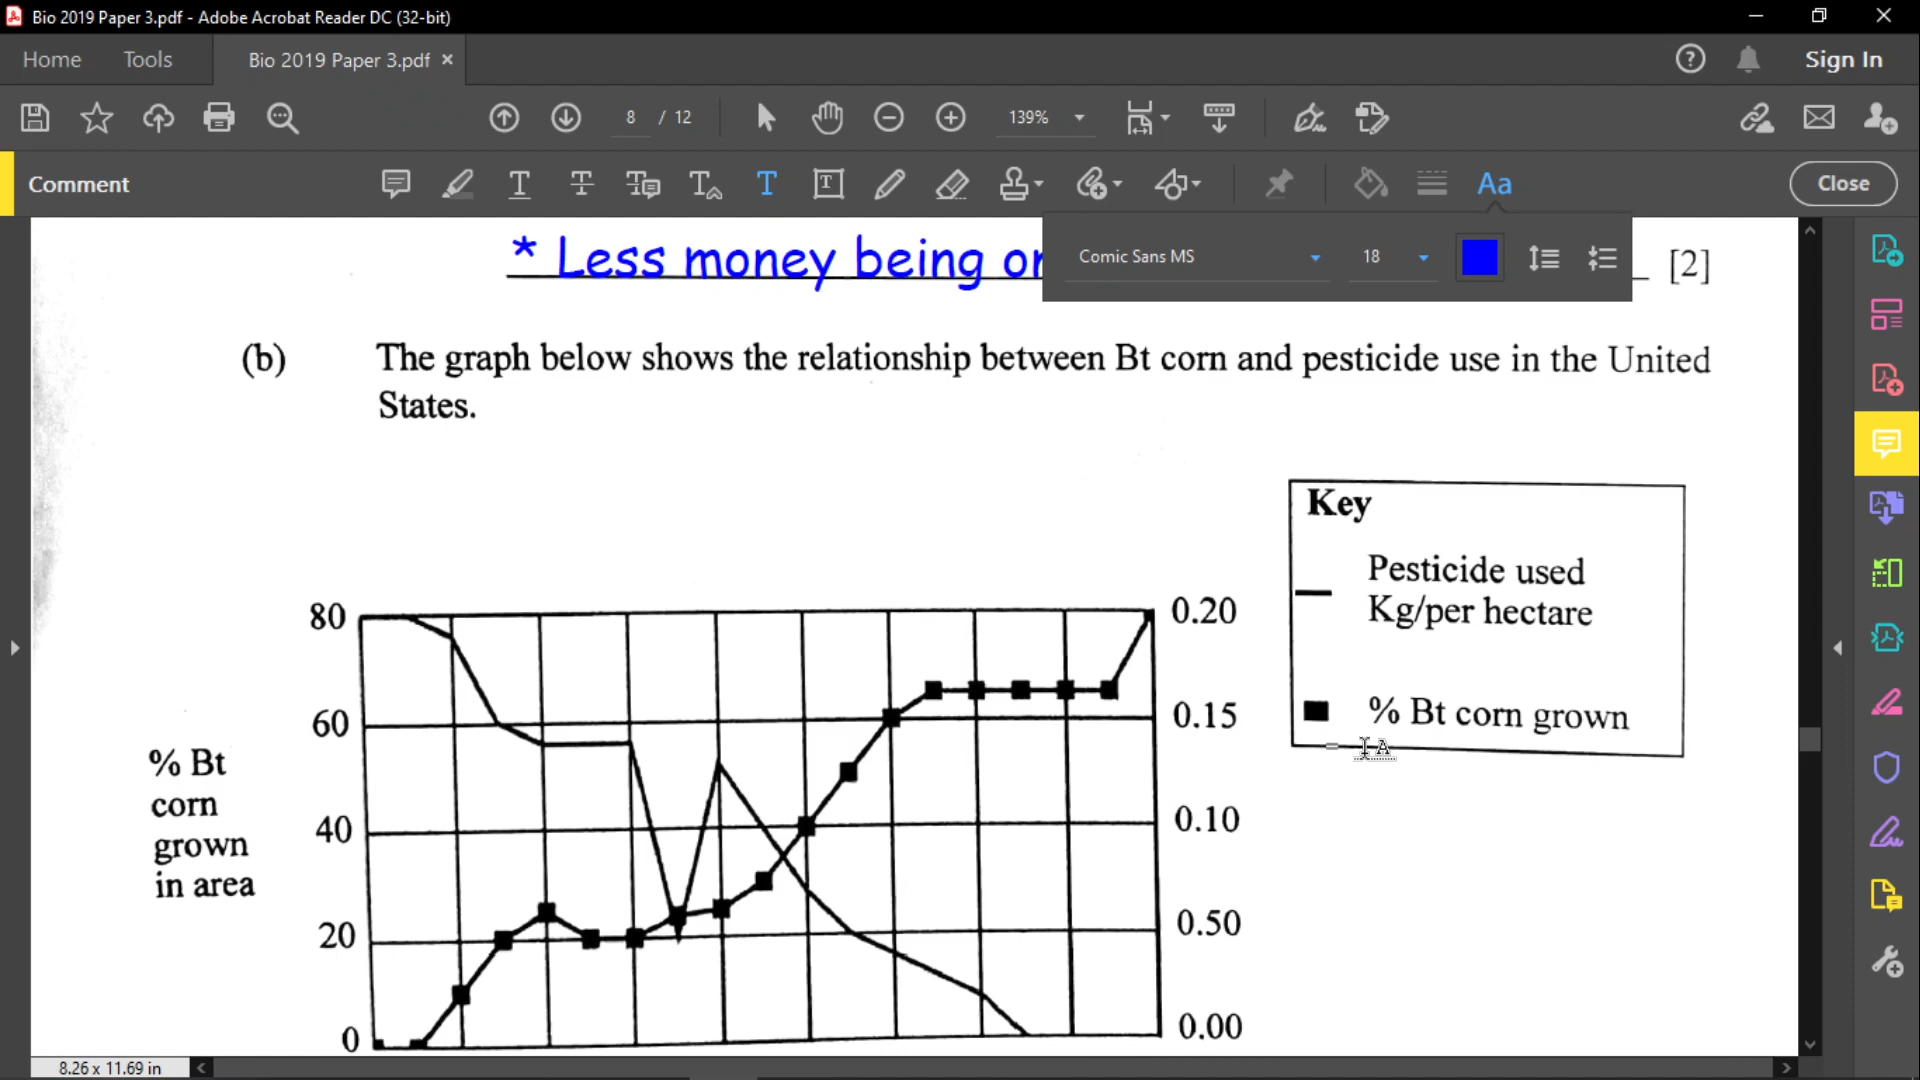 Bio 2019 Paper 3.pdf - Adobe Acrobat Reader DC (32-bit)
Home
Tools
Bio 2019 Paper 3.pdf
Sign In
8 / 12
139%
Comment
Close
Comic Sans MS
18
* Less money being
[2]
(b) The graph below shows the relationship between Bt corn and pesticide use in the United
States.
Key
Pesticide used
Kg/per hectare
% Bt corn grown
80
60
40
20
0
% Bt
corn
grown
in area
0.20
0.15
0.10
0.50
0.00
8.26 x 11.69 in